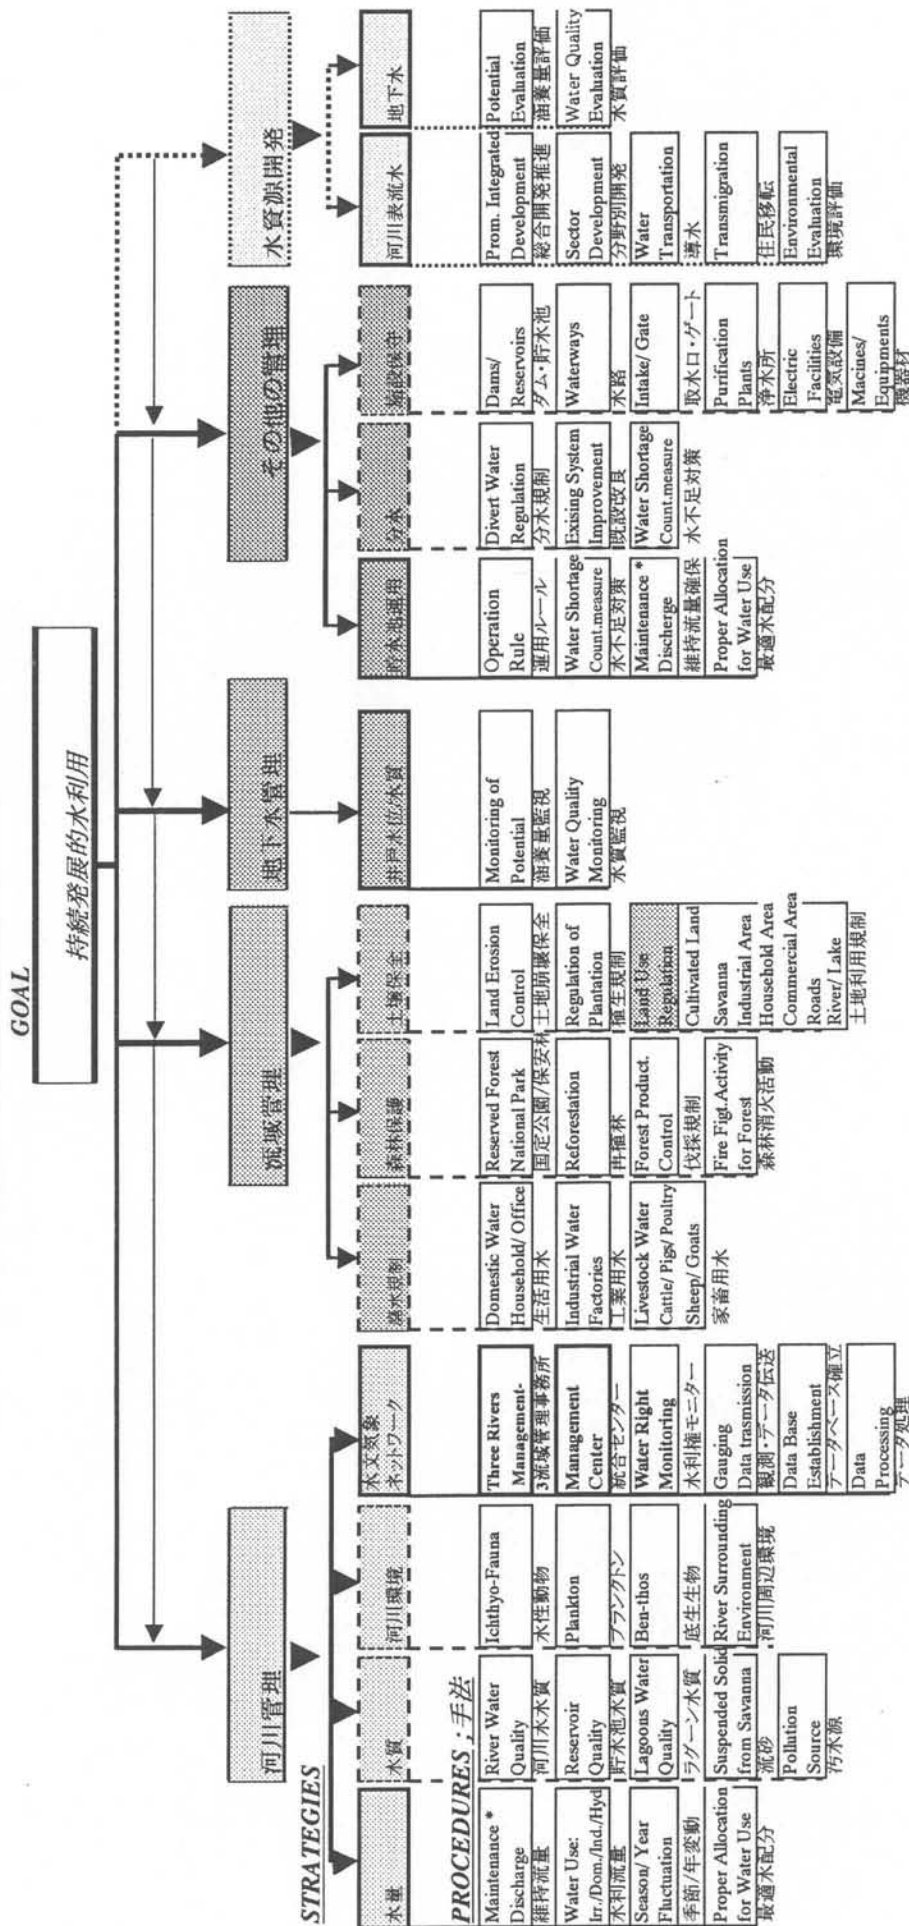 GOAL
持続発展的水利用
河川管理
流域管理
地下水管理
その他の管理
水資源開発
STRATEGIES
水量
水質
河川環境
水文気象
ネットワーク
廃水規制
森林保護
土壌保全
井戸水位/水質
貯水池運用
分水
施設保守
河川表流水
地下水
PROCEDURES ; 手法
Maintenance *
Discharge
維持流量
Water Use:
Irr./Dom./Ind./Hyd
水利流量
Season/ Year
Fluctuation
季節/年変動
Proper Allocation
for Water Use
最適水配分
River Water
Quality
河川水水質
Reservoir
Quality
貯水池水質
Lagoons Water
Quality
ラグーン水質
Suspended Solid
from Savanna
流砂
Pollution
Source
汚水源
Ichthyo-Fauna
水性動物
Plankton
プランクトン
Ben-thos
底生生物
River Surrounding
Environment
河川周辺環境
Three Rivers
Management-
3流域管理事務所
Management
Center
統合センター
Water Right
Monitoring
水利権モニター
Gauging
Data trasmission
観測・データ伝送
Data Base
Establishment
データベース確立
Data
Processing
データ処理
Domestic Water
Household/ Office
生活用水
Industrial Water
Factories
工業用水
Livestock Water
Cattle/ Pigs/ Poultry
Sheep/ Goats
家畜用水
Reserved Forest
National Park
国定公園/保安林
Reforestation
再植林
Forest Product.
Control
伐採規制
Fire Figt.Activity
for Forest
森林消火活動
Land Erosion
Control
土地崩壊保全
Regulation of
Plantation
植生規制
Land Use
Regulation
Cultivated Land
Savanna
Industrial Area
Household Area
Commercial Area
Roads
River/ Lake
土地利用規制
Monitoring of
Potential
涵養量監視
Water Quality
Monitoring
水質監視
Operation
Rule
運用ルール
Water Shortage
Count.measure
水不足対策
Maintenance *
Discharge
維持流量確保
Proper Allocation
for Water Use
最適水配分
Divert Water
Regulation
分水規制
Exising System
Improvement
既設改良
Water Shortage
Count.measure
水不足対策
Dams/
Reservoirs
ダム・貯水池
Waterways
水路
Intake/ Gate
取水口・ゲート
Purification
Plants
浄水所
Electric
Facilities
電気設備
Macines/
Equipments
機器材
Prom. Integrated
Development
総合開発推進
Sector
Development
分野別開発
Water
Transportation
導水
Transmigration
住民移転
Environmental
Evaluation
環境評価
Potential
Evaluation
涵養量評価
Water Quality
Evaluation
水質評価